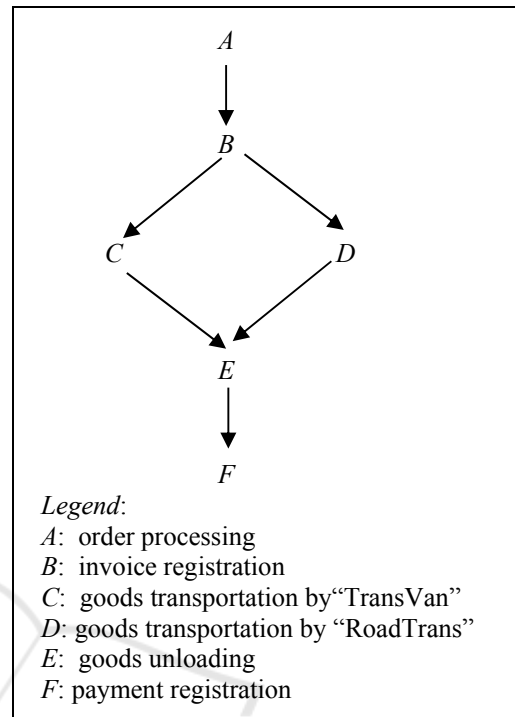 A
B
C D
E
F
Legend:
A: order processing
B: invoice registration
C: goods transportation by“TransVan”
D: goods transportation by “RoadTrans”
E: goods unloading
F: payment registration